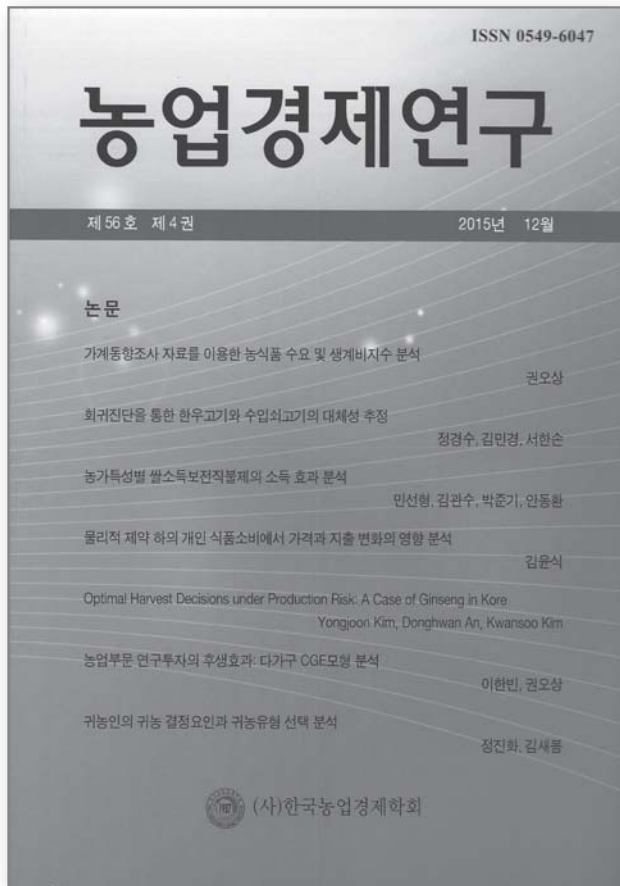 ISSN 0549-6047
농업경제연구
제56호 제4권 2015년 12월
논문
가계동향조사 자료를 이용한 농식품 수요 및 생계비지수 분석
권오상
회귀진단을 통한 한우고기와 수입쇠고기의 대체성 추정
정경수, 김민경, 서한손
농가특성별 쌀소득보전직불제의 소득 효과 분석
민선형, 김관수, 박준기, 안동환
물리적 제약 하의 개인 식품소비에서 가격과 지출 변화의 영향 분석
김윤식
Optimal Harvest Decisions under Production Risk: A Case of Ginseng in Kore
Yongjoon Kim, Donghwan An, Kwansoo Kim
농업부문 연구투자의 후생효과: 다가구 CGE모형 분석
이한빈, 권오상
귀농인의 귀농 결정요인과 귀농유형 선택 분석
정진화, 김새봄
(사)한국농업경제학회